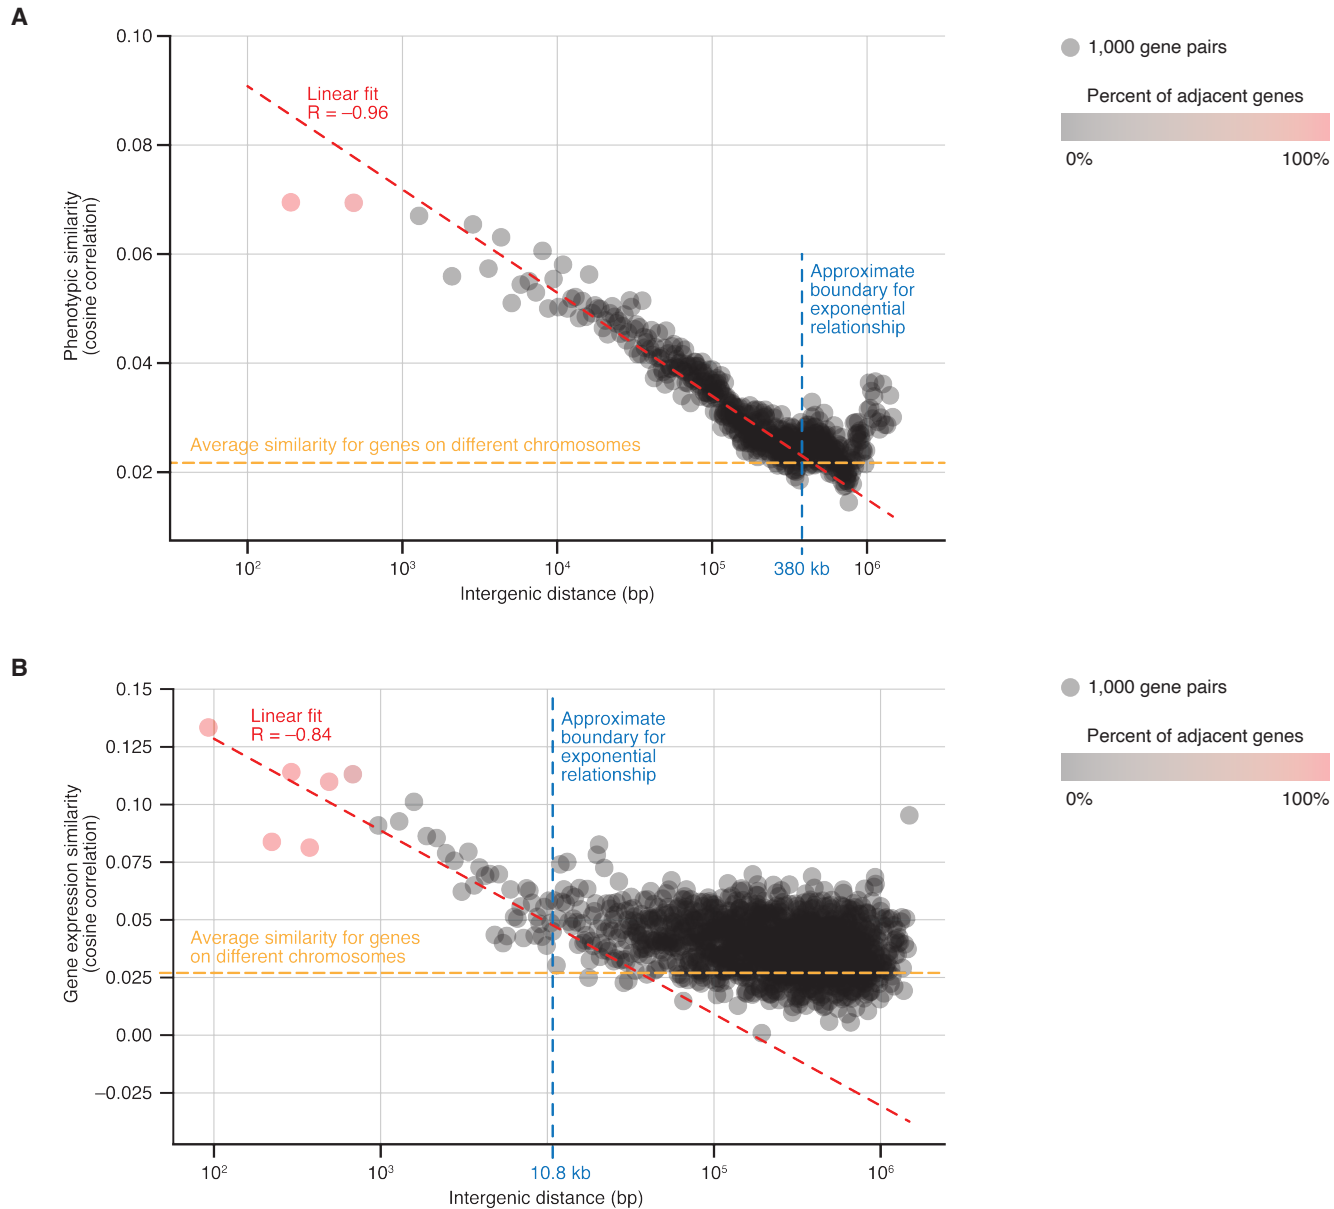 A
0.10
0.08
0.06
0.04
0.02
Phenotypic similarity
(cosine correlation)
Linear fit
R = –0.96
Approximate
boundary for
exponential
relationship
Average similarity for genes on different chromosomes
10²
10³
10⁴
10⁵
380 kb
10⁶
Intergenic distance (bp)
1,000 gene pairs
Percent of adjacent genes
0%
100%
B
0.15
0.125
0.10
0.075
0.05
0.025
0.00
–0.025
Gene expression similarity
(cosine correlation)
Linear fit
R = –0.84
Approximate
boundary for
exponential
relationship
Average similarity for genes
on different chromosomes
10²
10³
10.8 kb
10⁵
10⁶
Intergenic distance (bp)
1,000 gene pairs
Percent of adjacent genes
0%
100%